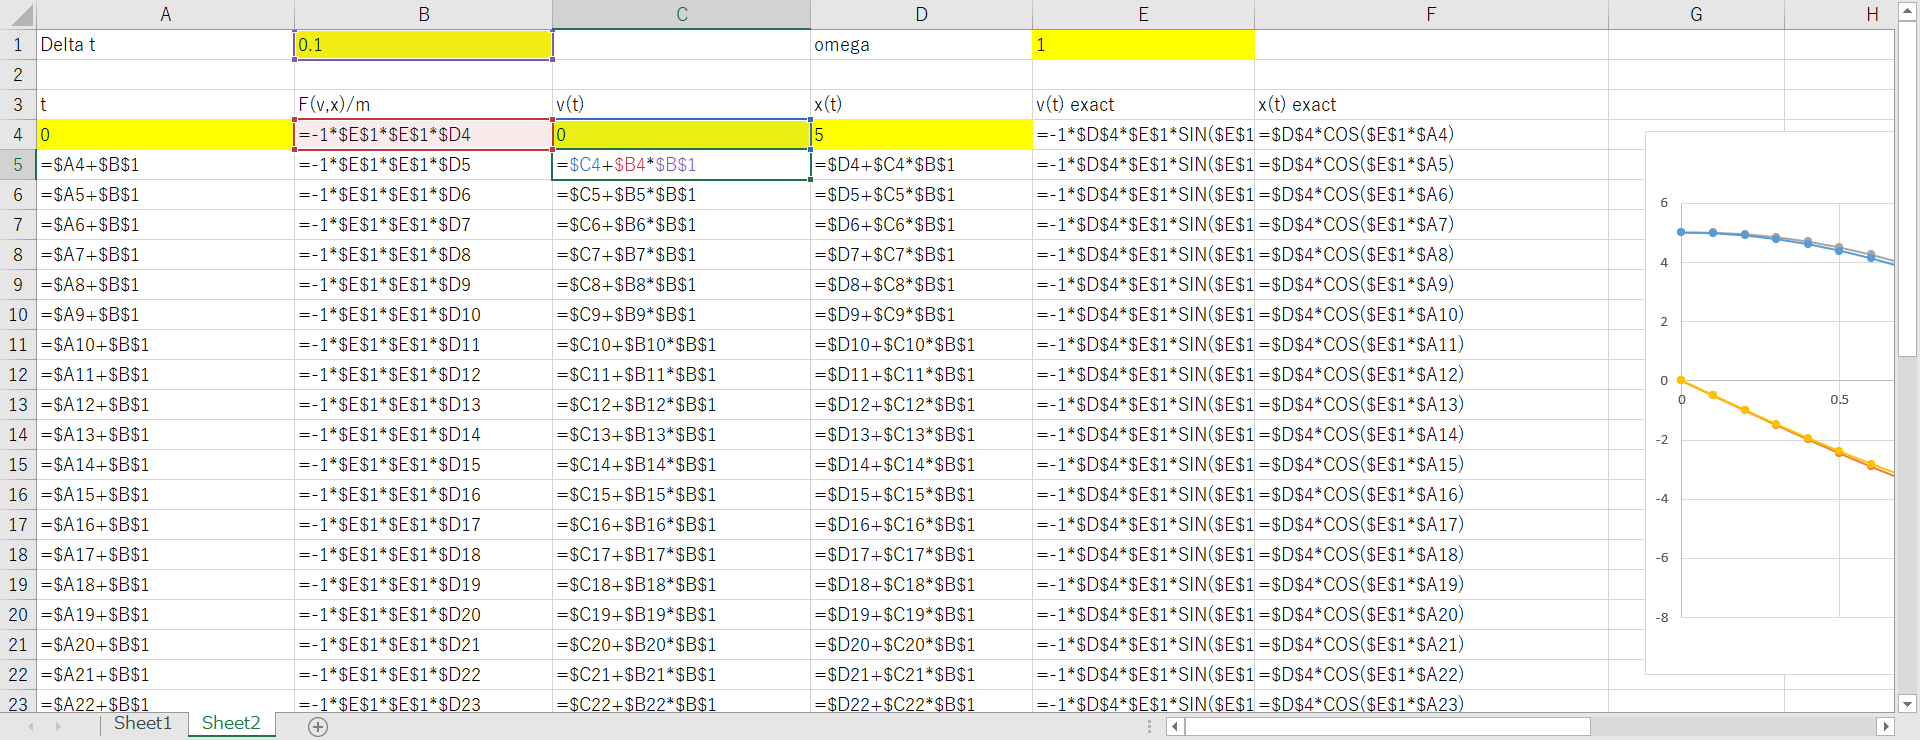 A B C D E F G H
1 Delta t 0.1 omega 1
2
3 t F(v,x)/m v(t) x(t) v(t) exact x(t) exact
4 0 =-1*$E$1*$E$1*$D4 0 5 =-1*$D$4*$E$1*SIN($E$1 =$D$4*COS($E$1*$A4)
5 =$A4+$B$1 =-1*$E$1*$E$1*$D5 =$C4+$B4*$B$1 =$D4+$C4*$B$1 =-1*$D$4*$E$1*SIN($E$1 =$D$4*COS($E$1*$A5)
6 =$A5+$B$1 =-1*$E$1*$E$1*$D6 =$C5+$B5*$B$1 =$D5+$C5*$B$1 =-1*$D$4*$E$1*SIN($E$1 =$D$4*COS($E$1*$A6)
7 =$A6+$B$1 =-1*$E$1*$E$1*$D7 =$C6+$B6*$B$1 =$D6+$C6*$B$1 =-1*$D$4*$E$1*SIN($E$1 =$D$4*COS($E$1*$A7)
8 =$A7+$B$1 =-1*$E$1*$E$1*$D8 =$C7+$B7*$B$1 =$D7+$C7*$B$1 =-1*$D$4*$E$1*SIN($E$1 =$D$4*COS($E$1*$A8)
9 =$A8+$B$1 =-1*$E$1*$E$1*$D9 =$C8+$B8*$B$1 =$D8+$C8*$B$1 =-1*$D$4*$E$1*SIN($E$1 =$D$4*COS($E$1*$A9)
10 =$A9+$B$1 =-1*$E$1*$E$1*$D10 =$C9+$B9*$B$1 =$D9+$C9*$B$1 =-1*$D$4*$E$1*SIN($E$1 =$D$4*COS($E$1*$A10)
11 =$A10+$B$1 =-1*$E$1*$E$1*$D11 =$C10+$B10*$B$1 =$D10+$C10*$B$1 =-1*$D$4*$E$1*SIN($E$1 =$D$4*COS($E$1*$A11)
12 =$A11+$B$1 =-1*$E$1*$E$1*$D12 =$C11+$B11*$B$1 =$D11+$C11*$B$1 =-1*$D$4*$E$1*SIN($E$1 =$D$4*COS($E$1*$A12)
13 =$A12+$B$1 =-1*$E$1*$E$1*$D13 =$C12+$B12*$B$1 =$D12+$C12*$B$1 =-1*$D$4*$E$1*SIN($E$1 =$D$4*COS($E$1*$A13)
14 =$A13+$B$1 =-1*$E$1*$E$1*$D14 =$C13+$B13*$B$1 =$D13+$C13*$B$1 =-1*$D$4*$E$1*SIN($E$1 =$D$4*COS($E$1*$A14)
15 =$A14+$B$1 =-1*$E$1*$E$1*$D15 =$C14+$B14*$B$1 =$D14+$C14*$B$1 =-1*$D$4*$E$1*SIN($E$1 =$D$4*COS($E$1*$A15)
16 =$A15+$B$1 =-1*$E$1*$E$1*$D16 =$C15+$B15*$B$1 =$D15+$C15*$B$1 =-1*$D$4*$E$1*SIN($E$1 =$D$4*COS($E$1*$A16)
17 =$A16+$B$1 =-1*$E$1*$E$1*$D17 =$C16+$B16*$B$1 =$D16+$C16*$B$1 =-1*$D$4*$E$1*SIN($E$1 =$D$4*COS($E$1*$A17)
18 =$A17+$B$1 =-1*$E$1*$E$1*$D18 =$C17+$B17*$B$1 =$D17+$C17*$B$1 =-1*$D$4*$E$1*SIN($E$1 =$D$4*COS($E$1*$A18)
19 =$A18+$B$1 =-1*$E$1*$E$1*$D19 =$C18+$B18*$B$1 =$D18+$C18*$B$1 =-1*$D$4*$E$1*SIN($E$1 =$D$4*COS($E$1*$A19)
20 =$A19+$B$1 =-1*$E$1*$E$1*$D20 =$C19+$B19*$B$1 =$D19+$C19*$B$1 =-1*$D$4*$E$1*SIN($E$1 =$D$4*COS($E$1*$A20)
21 =$A20+$B$1 =-1*$E$1*$E$1*$D21 =$C20+$B20*$B$1 =$D20+$C20*$B$1 =-1*$D$4*$E$1*SIN($E$1 =$D$4*COS($E$1*$A21)
22 =$A21+$B$1 =-1*$E$1*$E$1*$D22 =$C21+$B21*$B$1 =$D21+$C21*$B$1 =-1*$D$4*$E$1*SIN($E$1 =$D$4*COS($E$1*$A22)
23 =$A22+$B$1 =-1*$E$1*$E$1*$D23 =$C22+$B22*$B$1 =$D22+$C22*$B$1 =-1*$D$4*$E$1*SIN($E$1 =$D$4*COS($E$1*$A23)
6
4
2
0
0 0.5
-2
-4
-6
-8
Sheet1 Sheet2